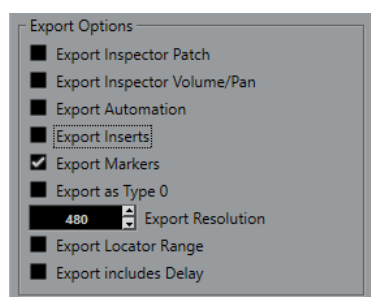 Export Options
Export Inspector Patch
Export Inspector Volume/Pan
Export Automation
Export Inserts
Export Markers
Export as Type 0
480 Export Resolution
Export Locator Range
Export includes Delay